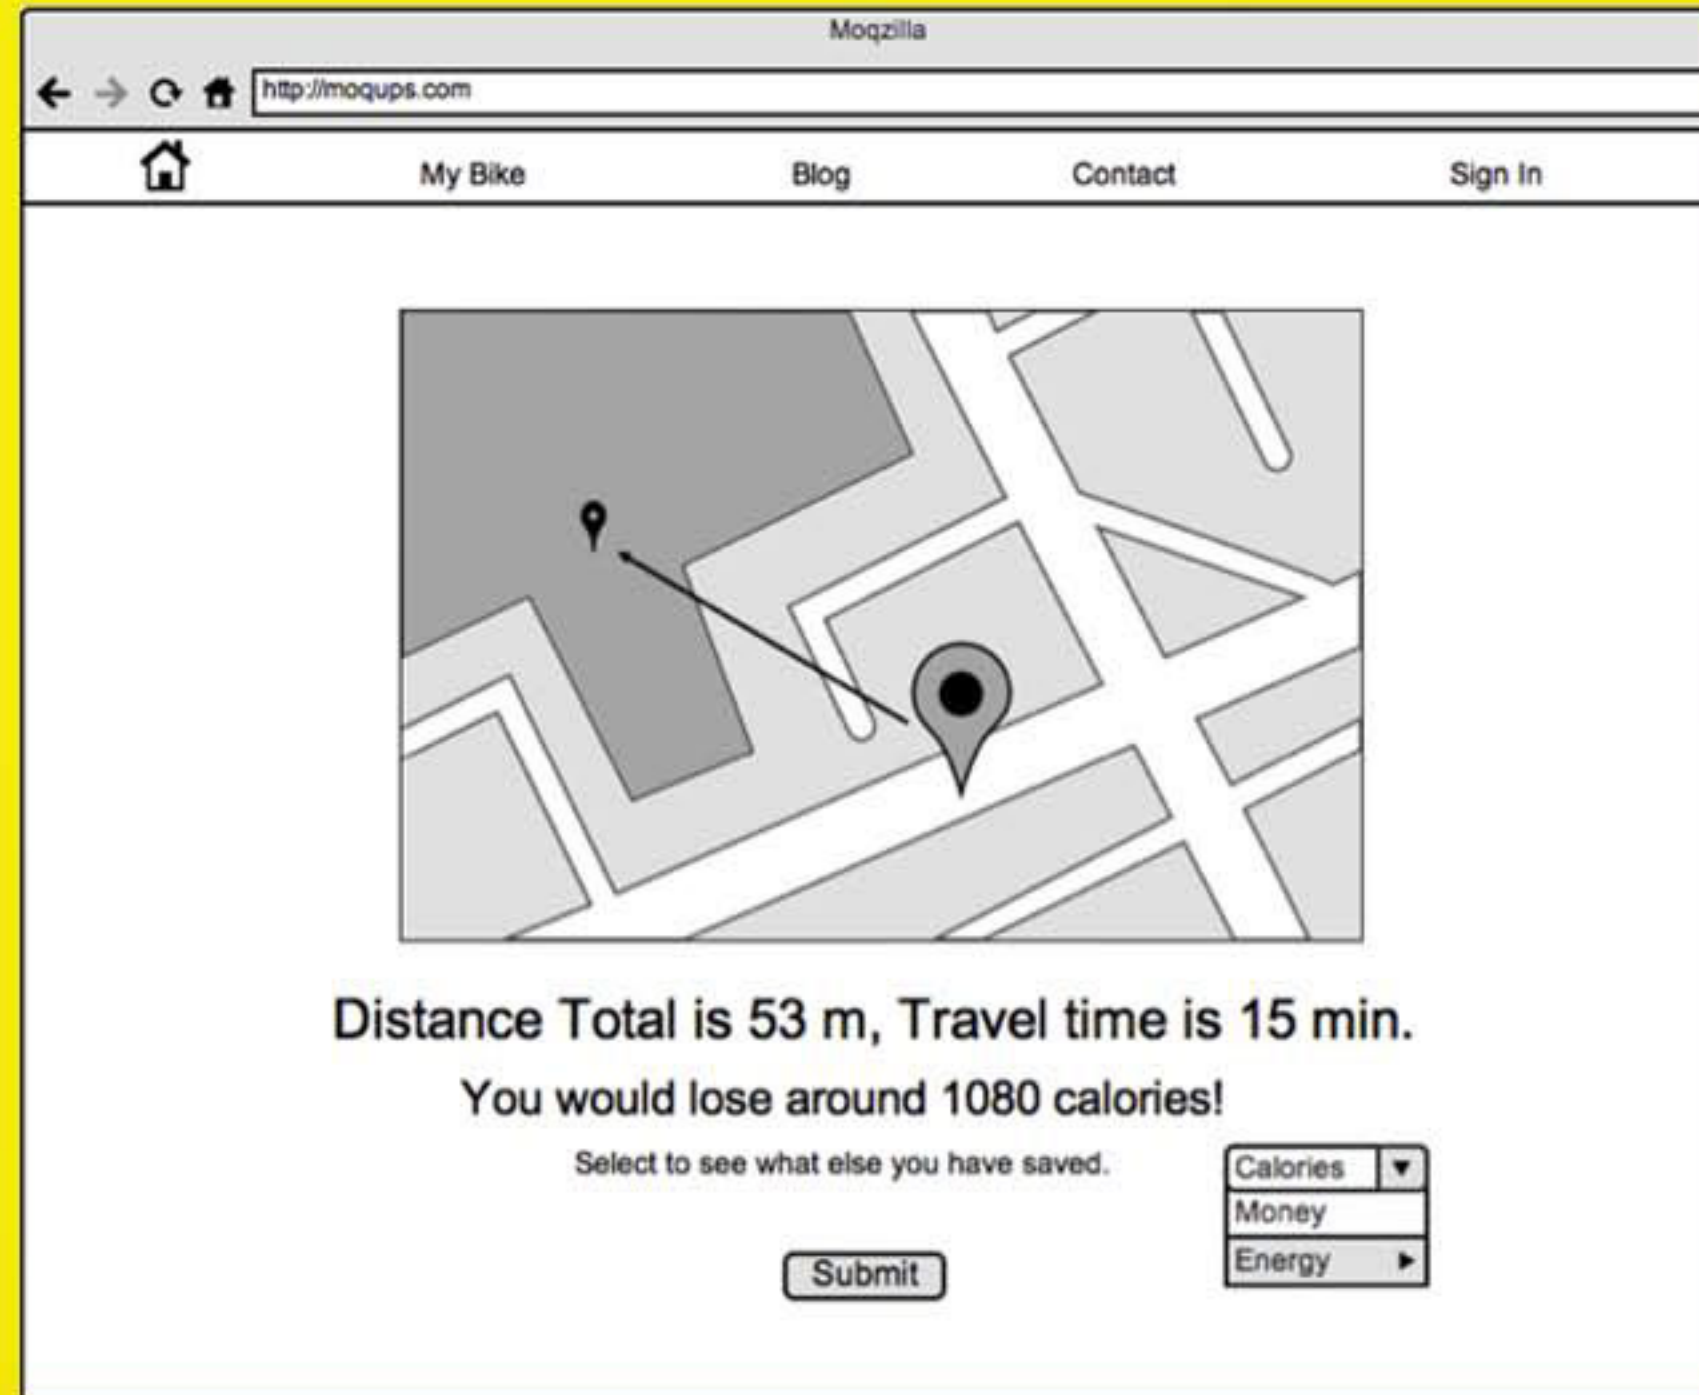 Moqzilla
http://moqups.com
My Bike Blog Contact Sign In
Distance Total is 53 m, Travel time is 15 min.
You would lose around 1080 calories!
Select to see what else you have saved.
Calories
Money
Energy
Submit